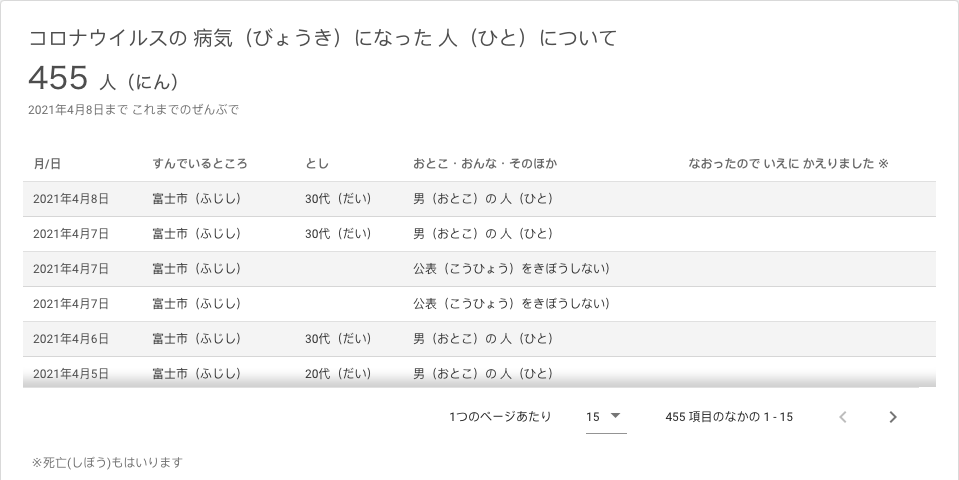 コロナウイルスの 病気（びょうき）になった 人（ひと）について
455 人（にん）
2021年4月8日まで これまでのぜんぶで
月/日 すんでいるところ とし おとこ・おんな・そのほか なおったので いえに かえりました ※
2021年4月8日 富士市（ふじし） 30代（だい） 男（おとこ）の 人（ひと）
2021年4月7日 富士市（ふじし） 30代（だい） 男（おとこ）の 人（ひと）
2021年4月7日 富士市（ふじし） 公表（こうひょう）をきぼうしない）
2021年4月7日 富士市（ふじし） 公表（こうひょう）をきぼうしない）
2021年4月6日 富士市（ふじし） 30代（だい） 男（おとこ）の 人（ひと）
2021年4月5日 富士市（ふじし） 20代（だい） 男（おとこ）の 人（ひと）
1つのページあたり 15 455 項目のなかの 1 - 15
※死亡(しぼう)もはいります